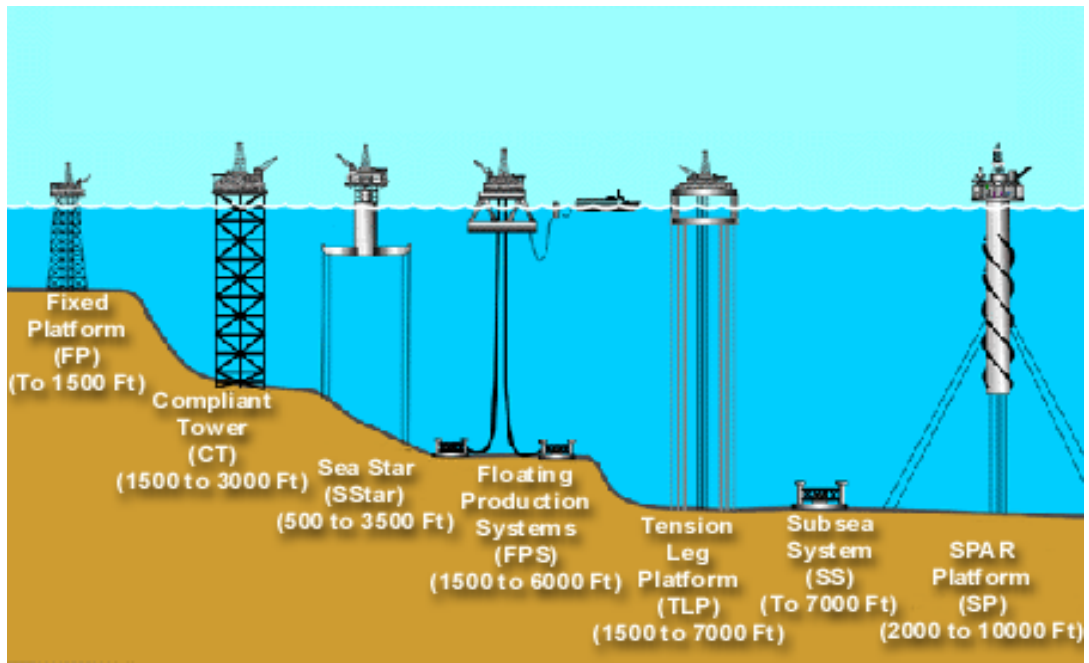 Fixed
Platform
(FP)
(To 1500 Ft)
Compliant
Tower
(CT)
(1500 to 3000 Ft)
Sea Star
(SStar)
(500 to 3500 Ft)
Floating
Production
Systems
(FPS)
(1500 to 6000 Ft)
Tension
Leg
Platform
(TLP)
(1500 to 7000 Ft)
Subsea
System
(SS)
(To 7000 Ft)
SPAR
Platform
(SP)
(2000 to 10000 Ft)